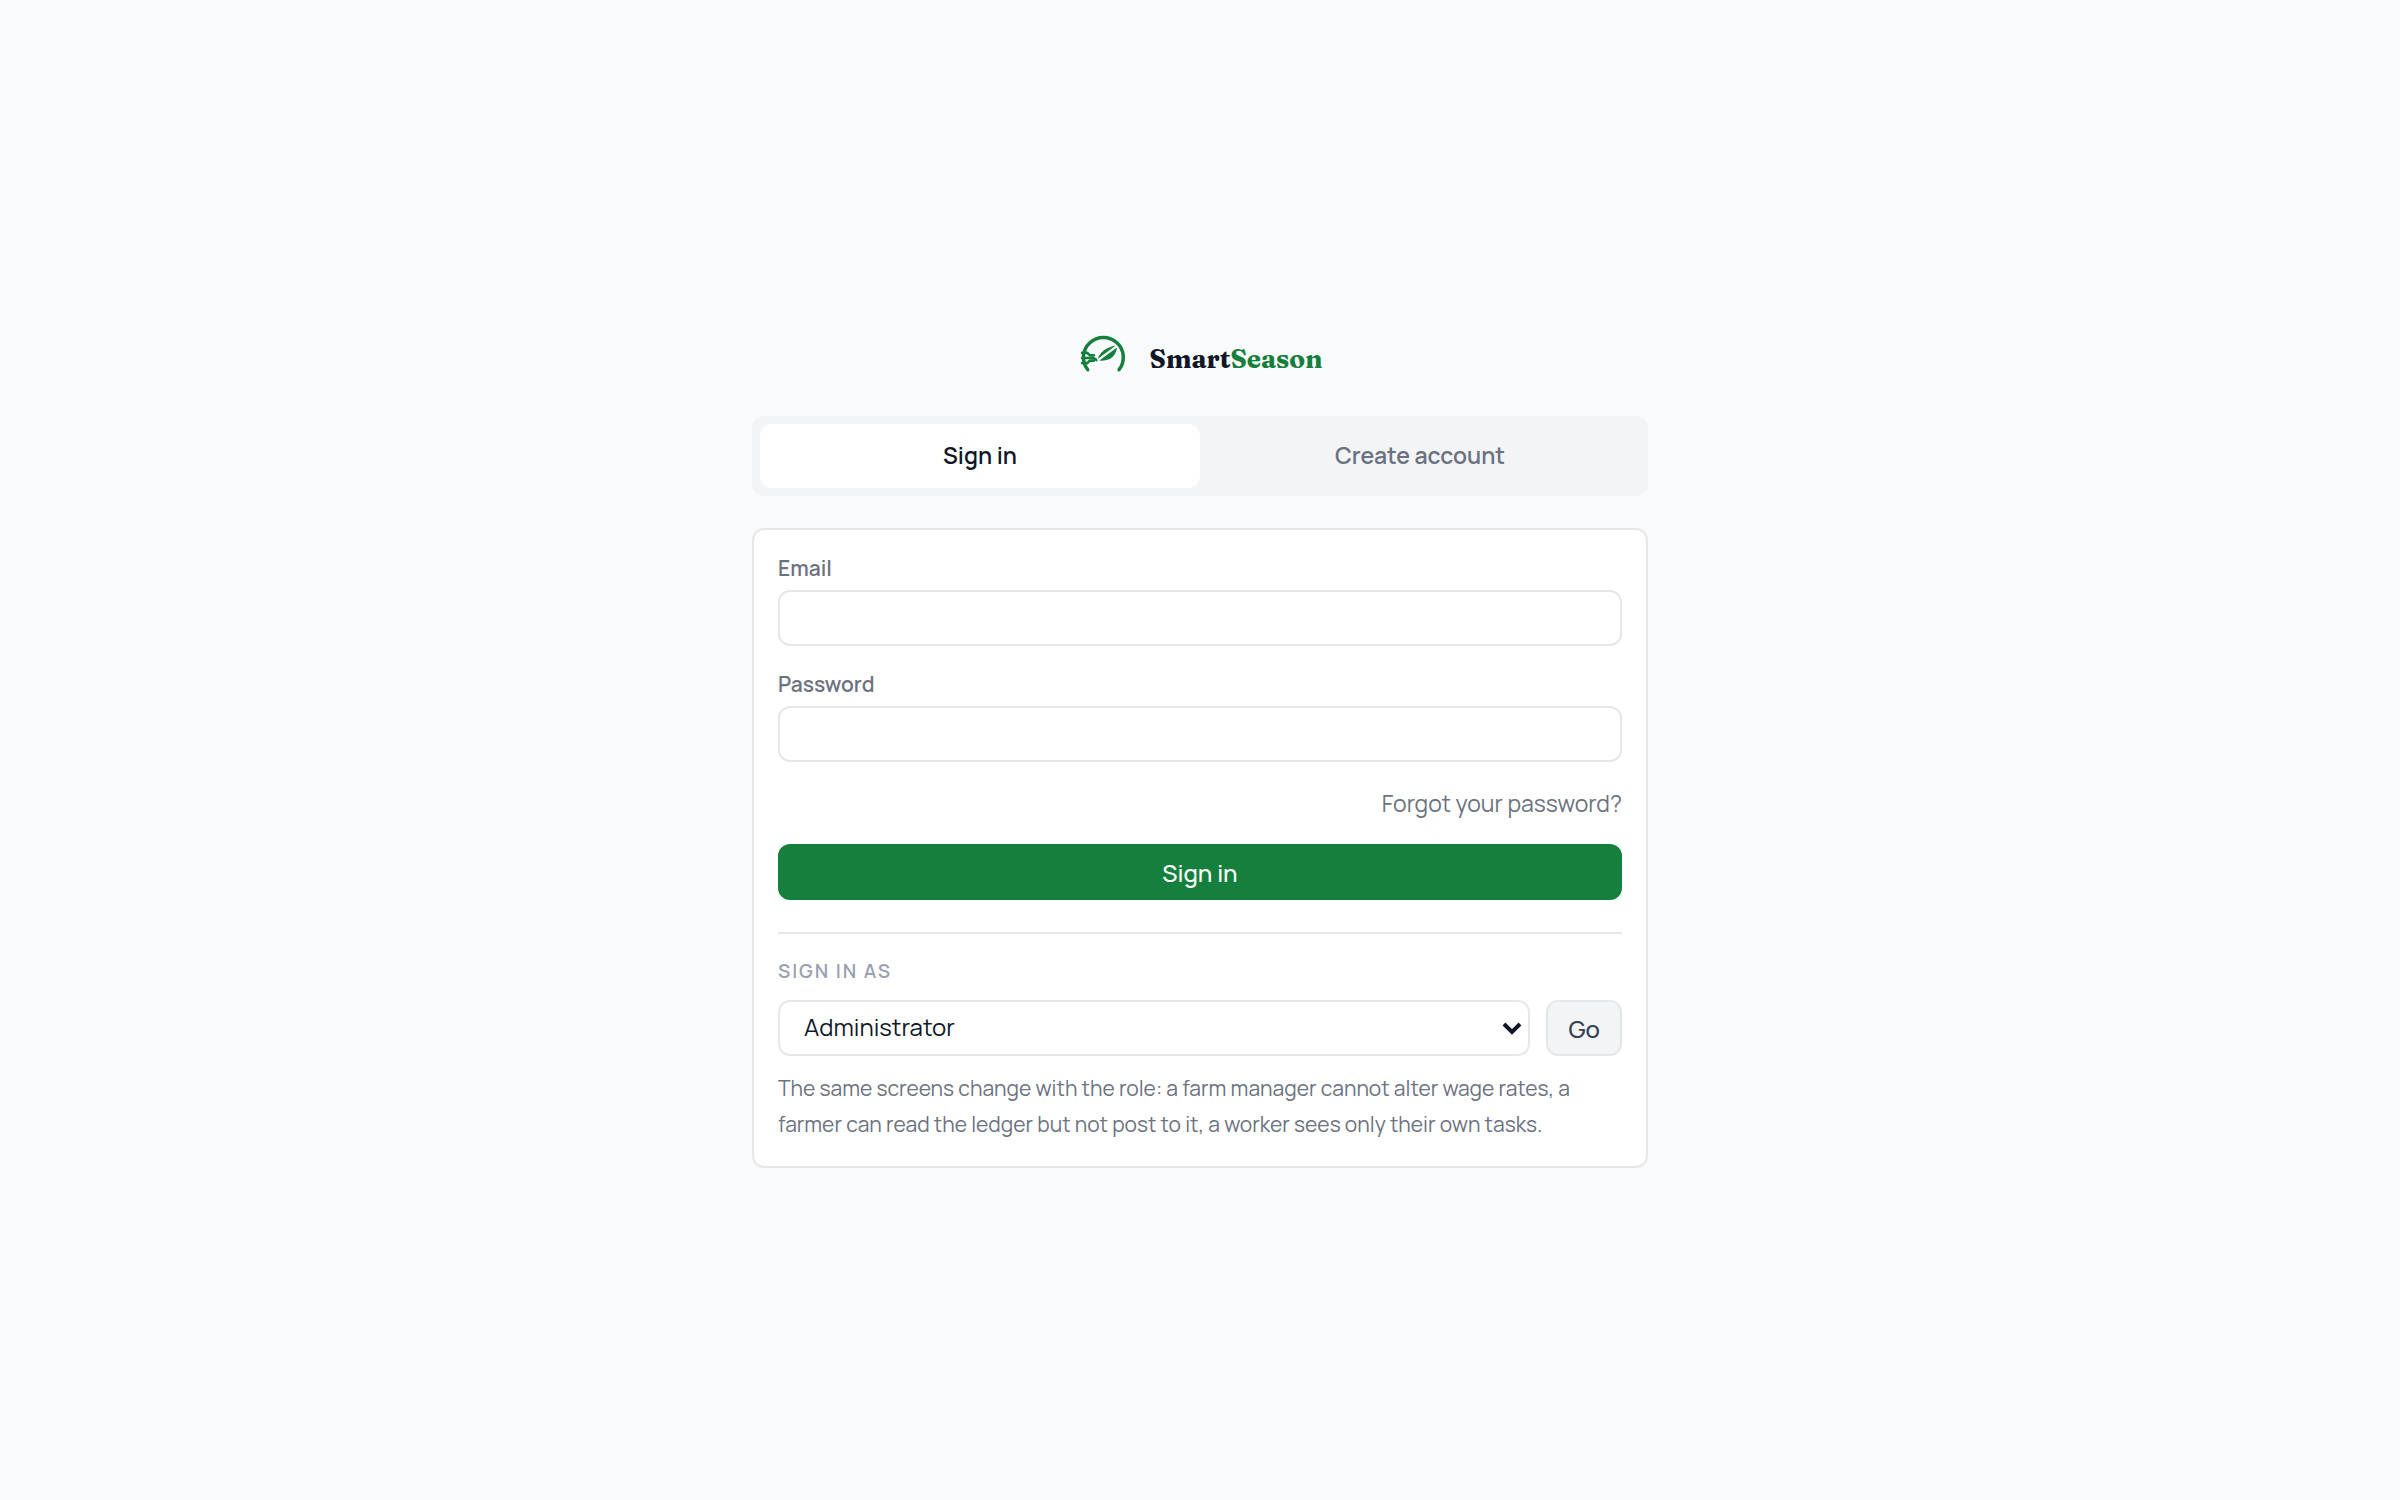 SmartSeason
Sign in
Create account
Email
Password
Forgot your password?
Sign in
SIGN IN AS
Administrator
Go
The same screens change with the role: a farm manager cannot alter wage rates, a
farmer can read the ledger but not post to it, a worker sees only their own tasks.